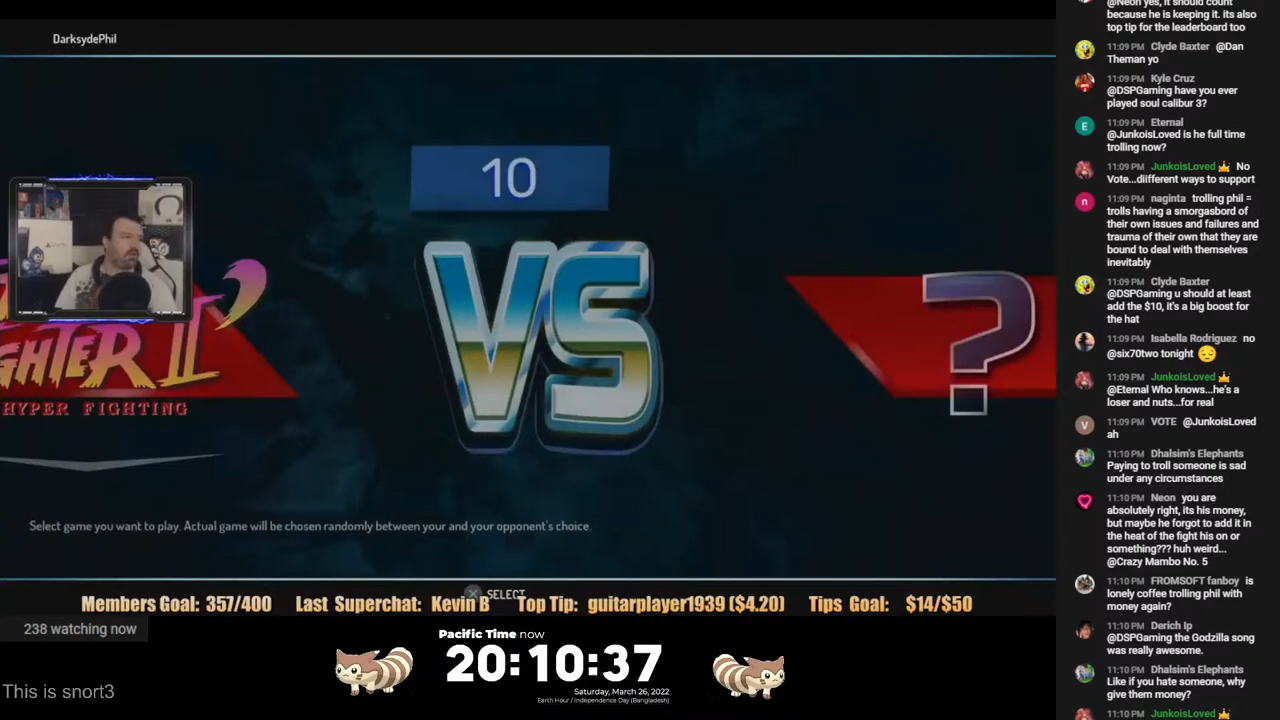 DarksydePhil
10
VS
?
GHTER II'
HYPER FIGHTING
Select game you want to play. Actual game will be chosen randomly between your and your opponent's choice.
SELECT
Members Goal: 357/400 Last Superchat: Kevin B Top Tip: guitarplayer1939 ($4.20) Tips Goal: $14/$50
238 watching now
Pacific Time now
20:10:37
Saturday, March 26, 2022
Earth Hour / Independence Day (Bangladesh)
This is snort3
@Neon yes, it should count
because he is keeping it. its also
top tip for the leaderboard too
11:09 PM Clyde Baxter @Dan
Theman yo
11:09 PM Kyle Cruz
@DSPGaming have you ever
played soul calibur 3?
11:09 PM Eternal
@JunkoisLoved is he full time
trolling now?
11:09 PM JunkoisLoved No
Vote...diifferent ways to support
11:09 PM naginta trolling phil =
trolls having a smorgasbord of
their own issues and failures and
trauma of their own that they are
bound to deal with themselves
inevitably
11:09 PM Clyde Baxter
@DSPGaming u should at least
add the $10, it's a big boost for
the hat
11:09 PM Isabella Rodriguez no
@six70two tonight
11:09 PM JunkoisLoved
@Eternal Who knows...he's a
loser and nuts...for real
11:09 PM VOTE @JunkoisLoved
ah
11:10 PM Dhalsim's Elephants
Paying to troll someone is sad
under any circumstances
11:10 PM Neon you are
absolutely right, its his money,
but maybe he forgot to add it in
the heat of the fight his on or
something??? huh weird...
@Crazy Mambo No. 5
11:10 PM FROMSOFT fanboy is
lonely coffee trolling phil with
money again?
11:10 PM Derich Ip
@DSPGaming the Godzilla song
was really awesome.
11:10 PM Dhalsim's Elephants
Like if you hate someone, why
give them money?
11:10 PM JunkoisLoved